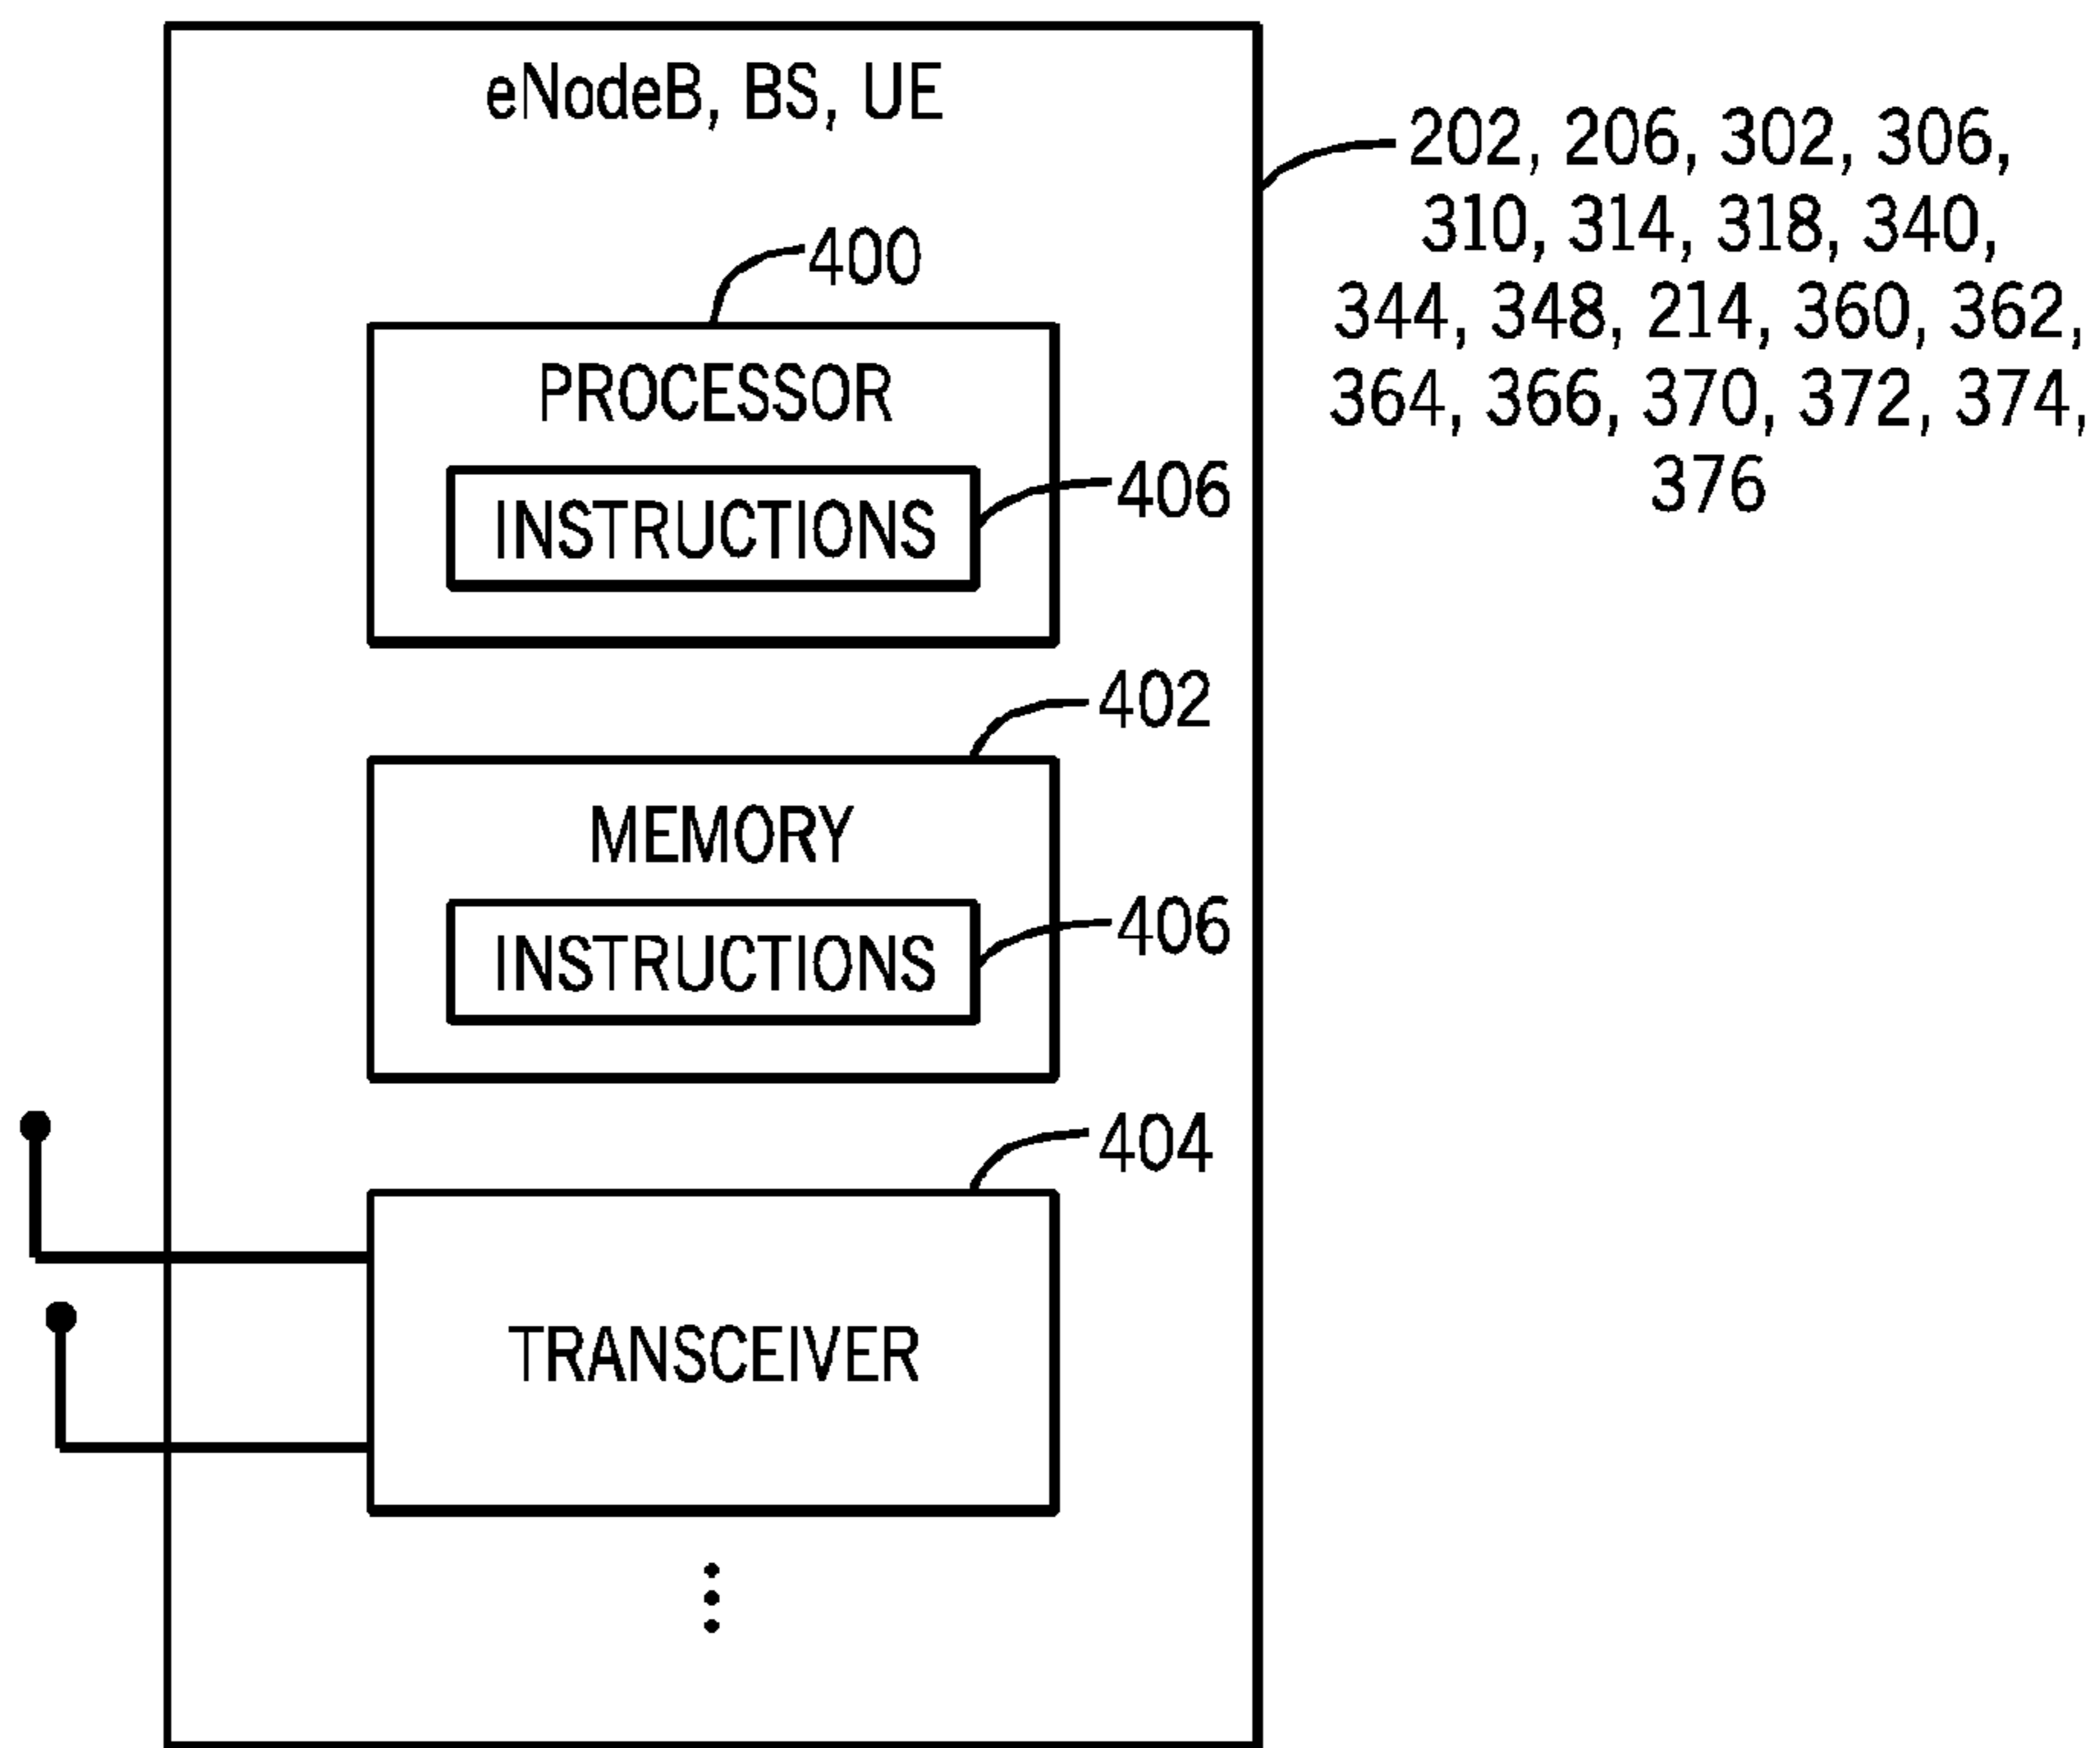 eNodeB, BS, UE
202, 206, 302, 306,
310, 314, 318, 340,
344, 348, 214, 360, 362,
364, 366, 370, 372, 374,
376
400
PROCESSOR
INSTRUCTIONS
406
402
MEMORY
INSTRUCTIONS
406
404
TRANSCEIVER